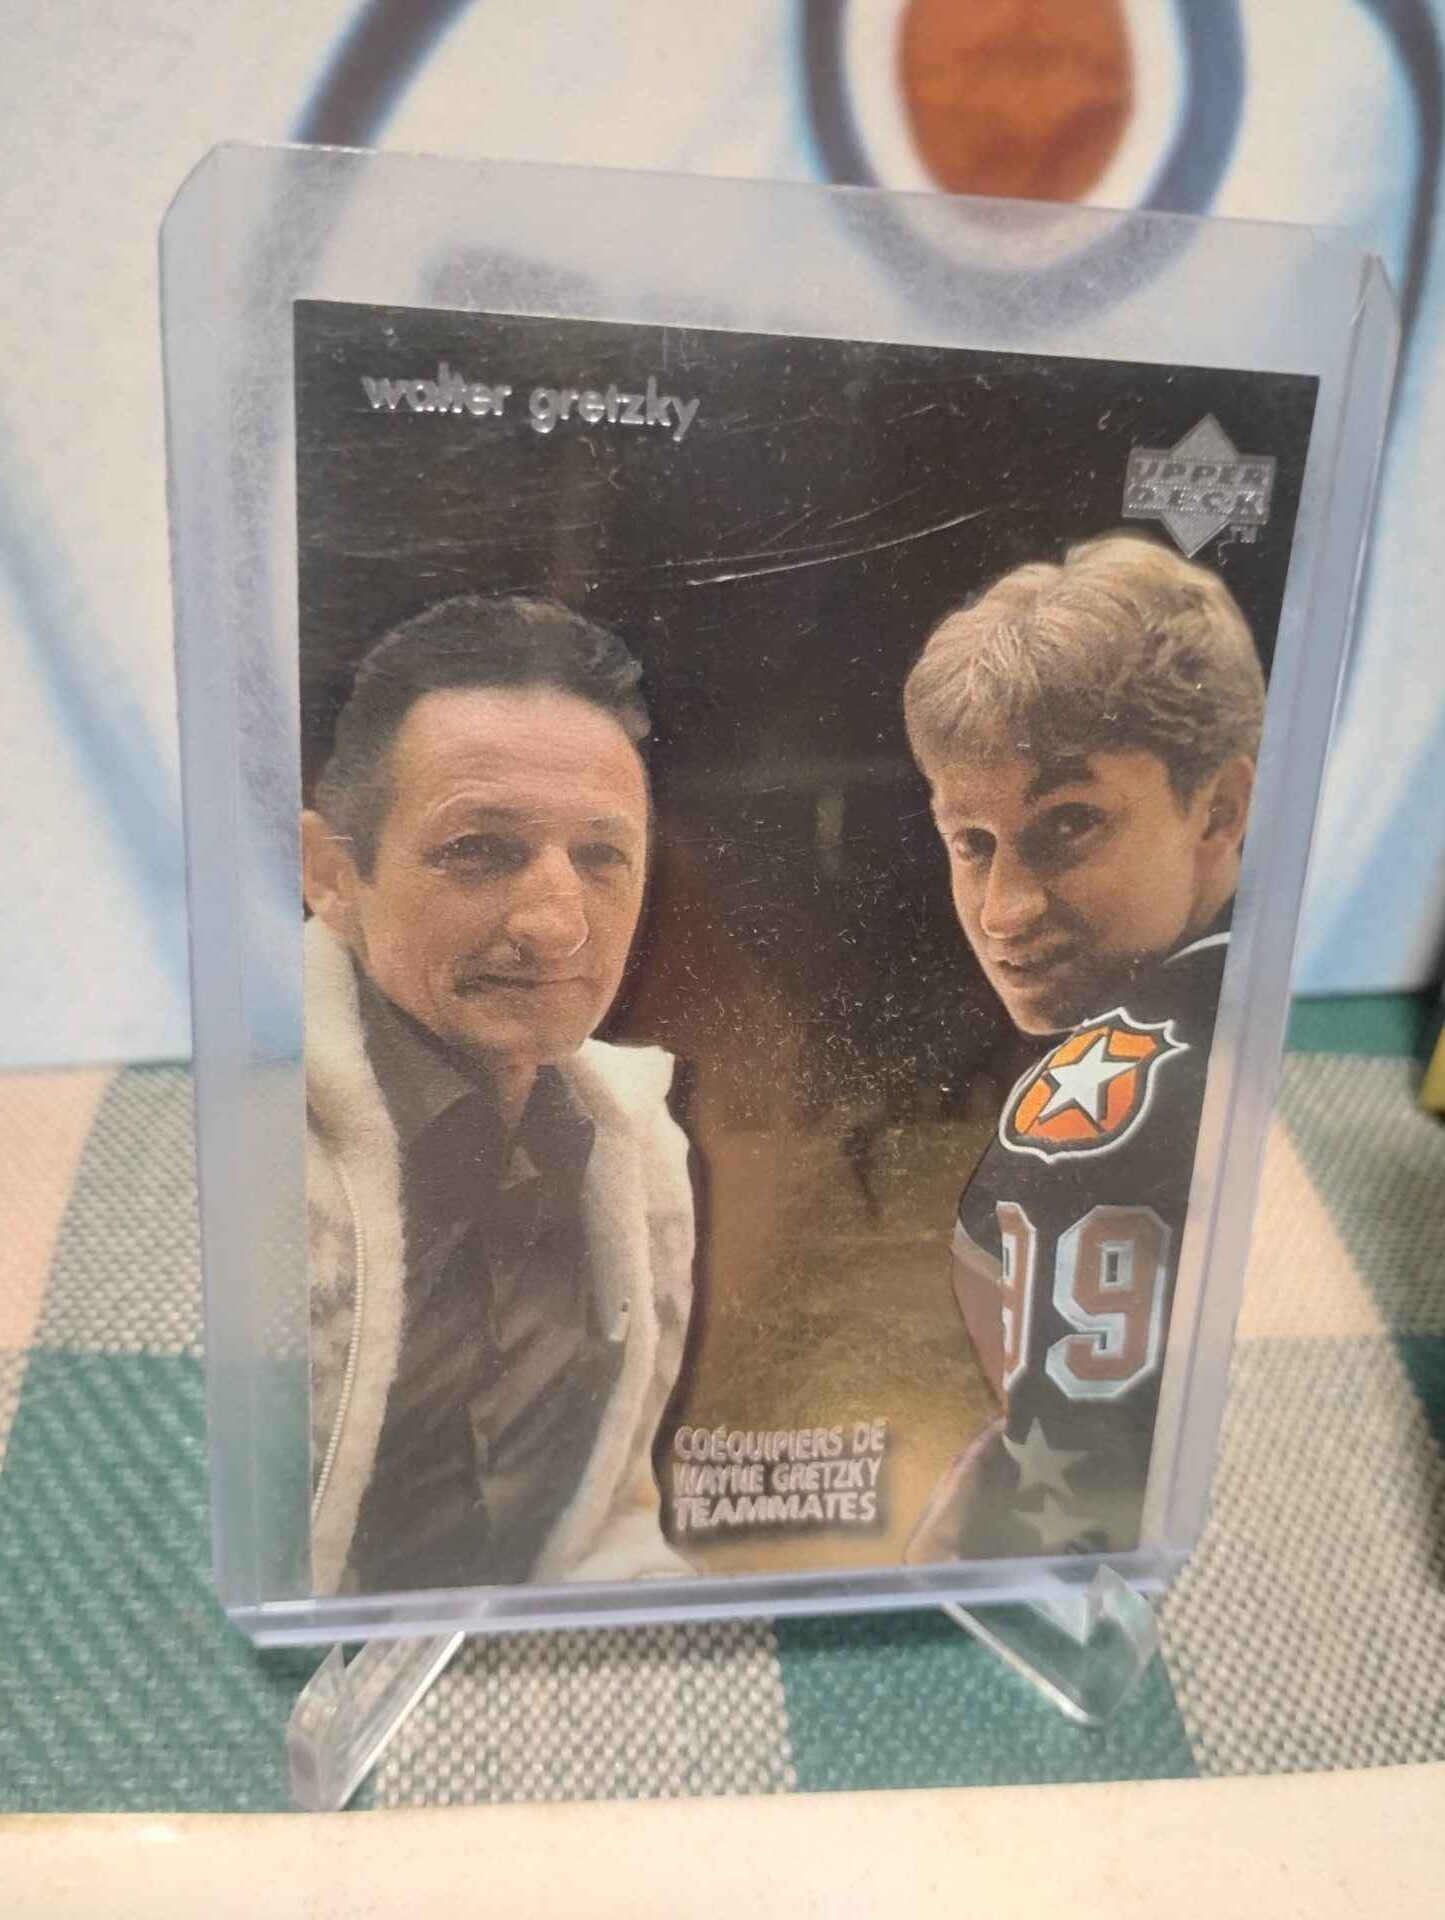 walter gretzky
UPPER
DECK
TM
99
COÉQUIPIERS DE
WAYNE GRETZKY
TEAMMATES